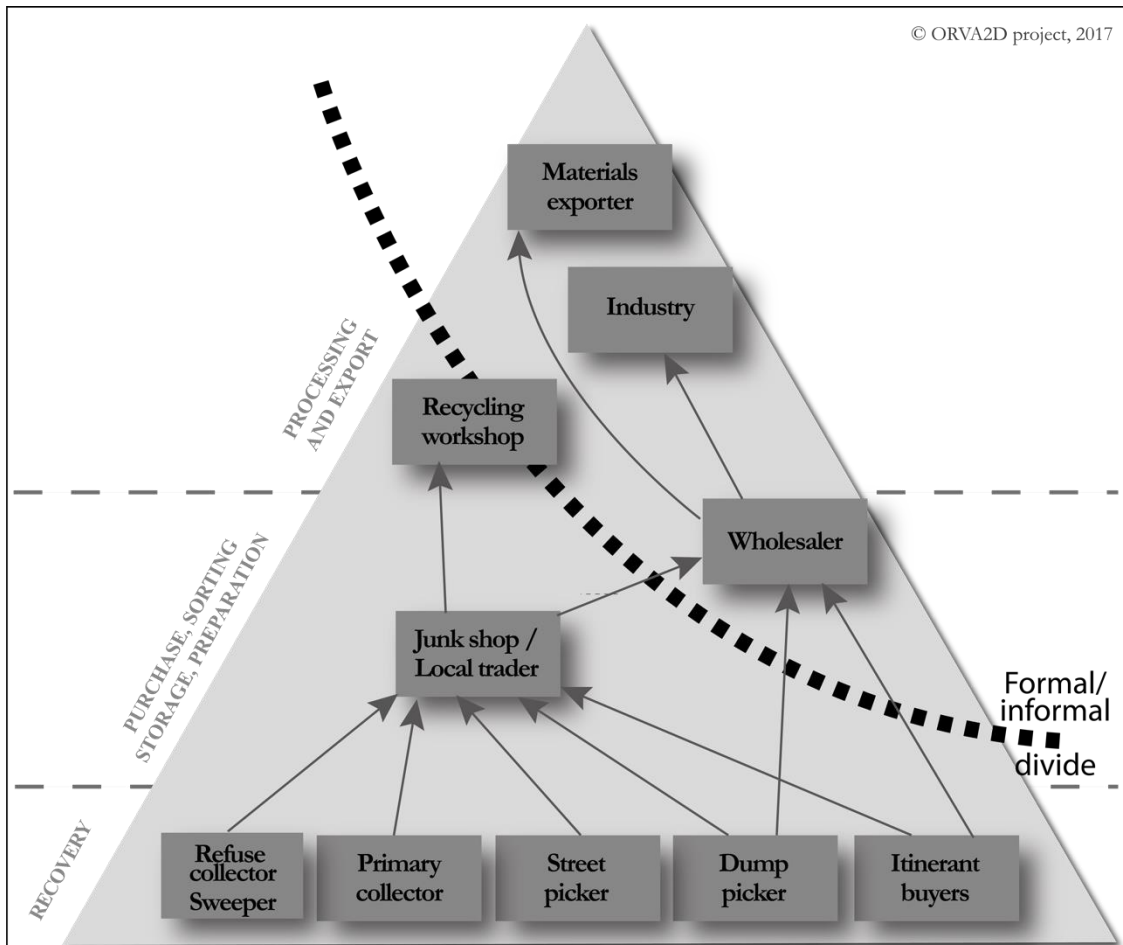 © ORVA2D project, 2017
Materials
exporter
Industry
PROCESSING
AND EXPORT
Recycling
workshop
Wholesaler
PURCHASE, SORTING
STORAGE, PREPARATION
Junk shop /
Local trader
Formal/
informal
divide
RECOVERY
Refuse
collector
Sweeper
Primary
collector
Street
picker
Dump
picker
Itinerant
buyers